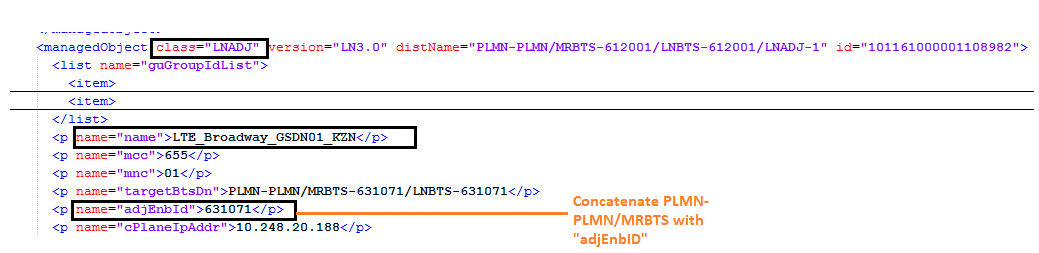 <managedObject class="LNADJ" version="LN3.0" distName="PLMN-PLMN/MRBTS-612001/LNBTS-612001/LNADJ-1" id="101161000001108982">
<list name="guGroupIdList">
<item>
<item>
</list>
<p name="name">LTE_Broadway_GSDN01_KZN</p>
<p name="mcc">655</p>
<p name="mnc">01</p>
<p name="targetBtsDn">PLMN-PLMN/MRBTS-631071/LNBTS-631071</p>
<p name="adjEnbId">631071</p>
<p name="cPlaneIpAddr">10.248.20.188</p>
Concatenate PLMN-
PLMN/MRBTS with
"adjEnbID"